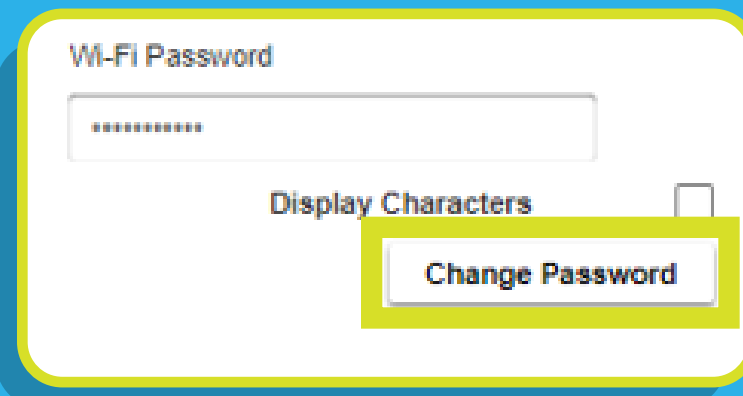 Wi-Fi Password
•••••••••••
Display Characters
Change Password